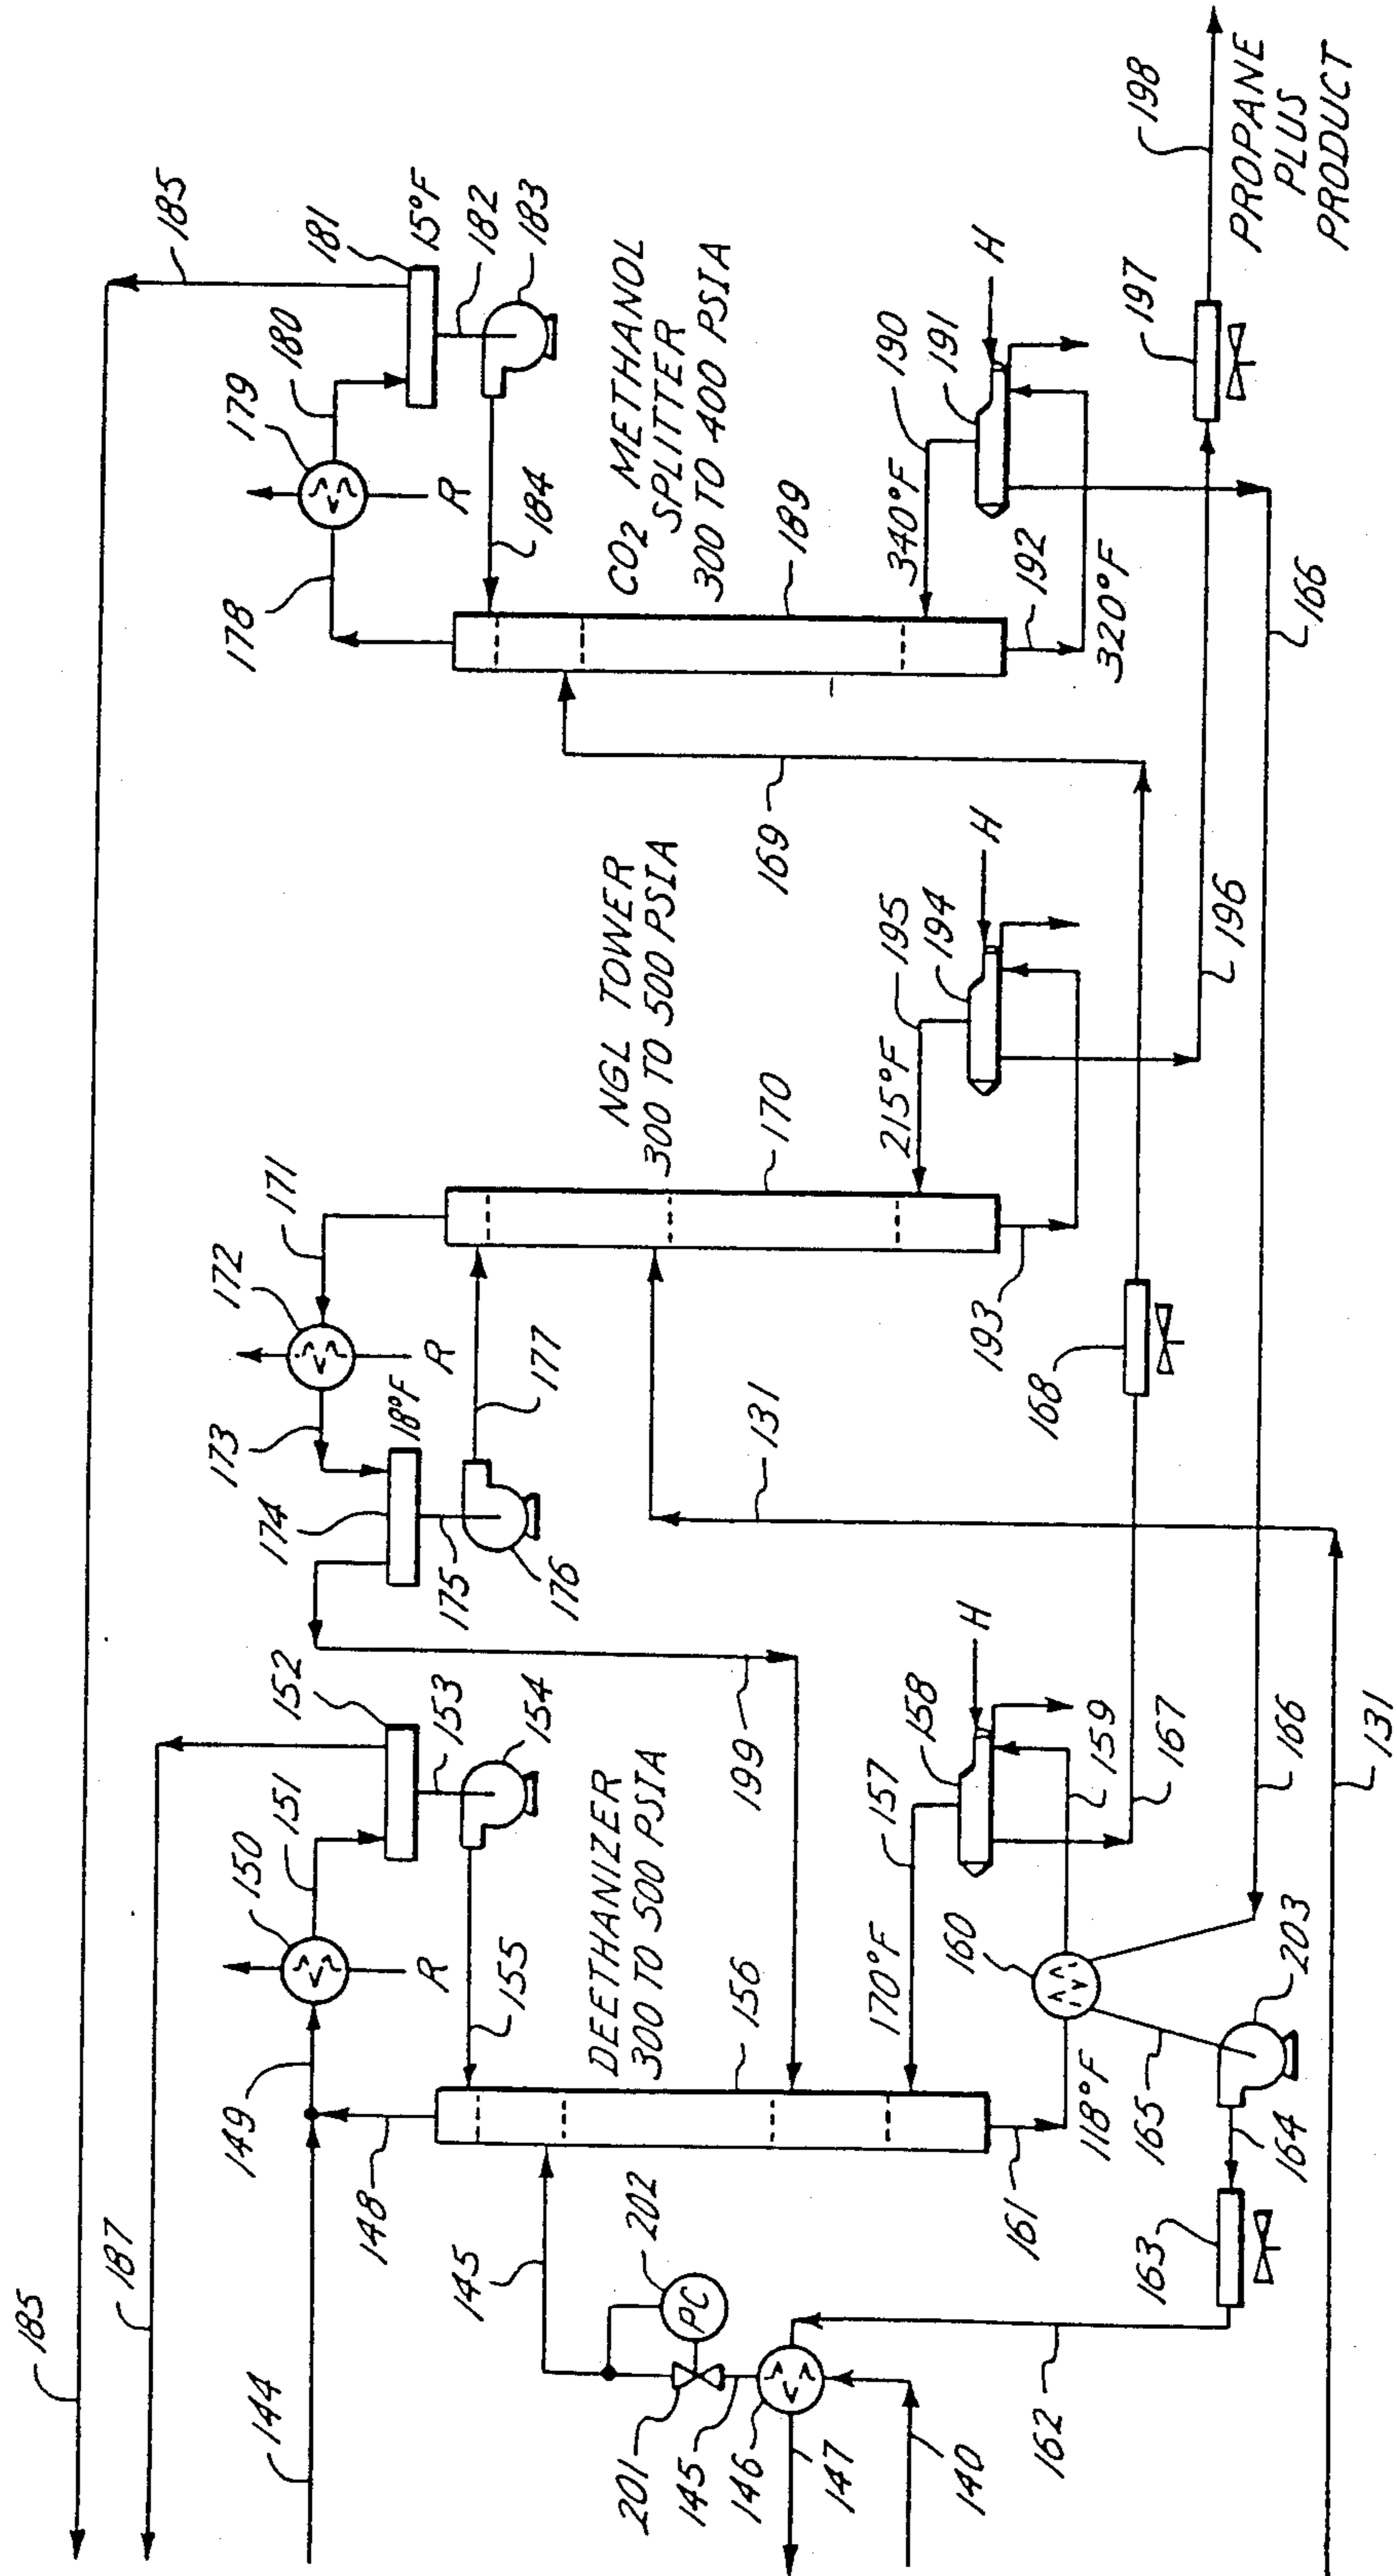 185
187
144
149
150
151
152
153
154
R
148
155
DEETHANIZER
300 TO 500 PSIA
156
145
202
PC
201
145
146
147
140
162
163
164
165
203
160
161
118°F
170°F
157
158
H
159
167
166
131
199
171
172
173
174
18°F
R
175
176
177
131
NGL TOWER
300 TO 500 PSIA
170
215°F
195
194
H
193
168
196
169
178
179
180
181
15°F
182
183
185
R
184
CO2 METHANOL
SPLITTER
300 TO 400 PSIA
189
340°F
190
191
H
192
320°F
166
197
198
PROPANE
PLUS
PRODUCT